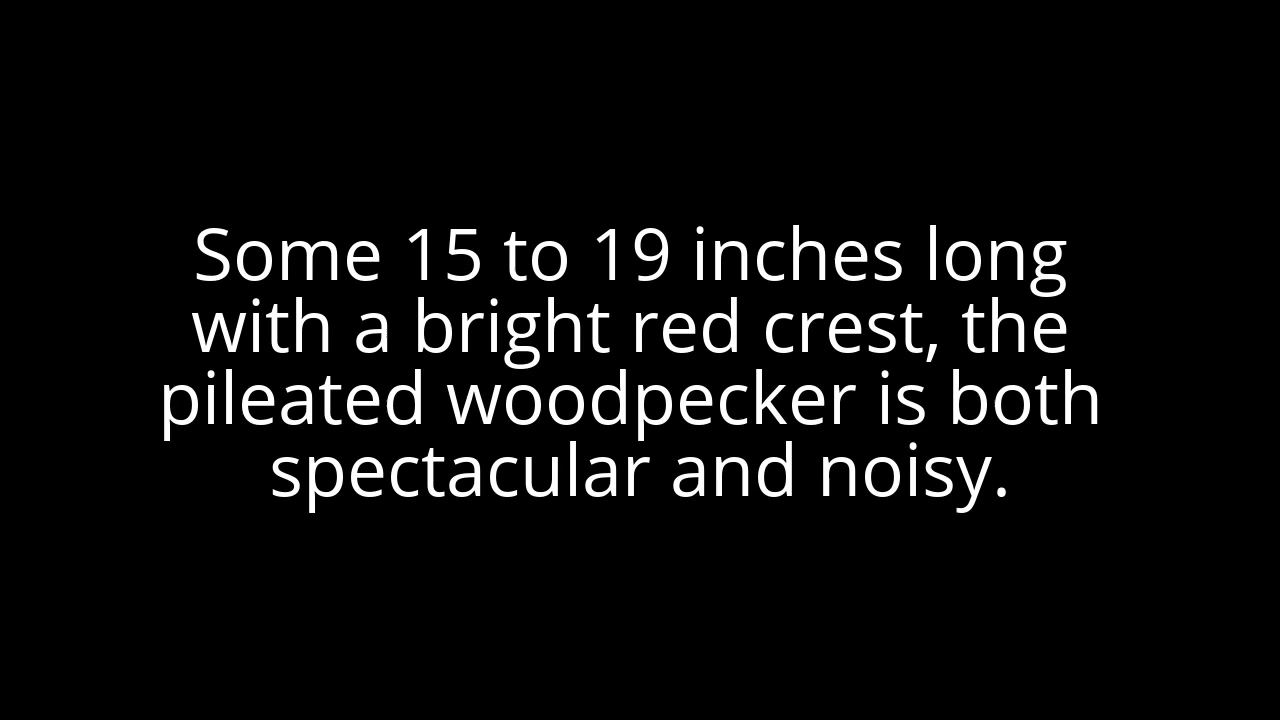 Some 15 to 19 inches long
with a bright red crest, the
pileated woodpecker is both
spectacular and noisy.